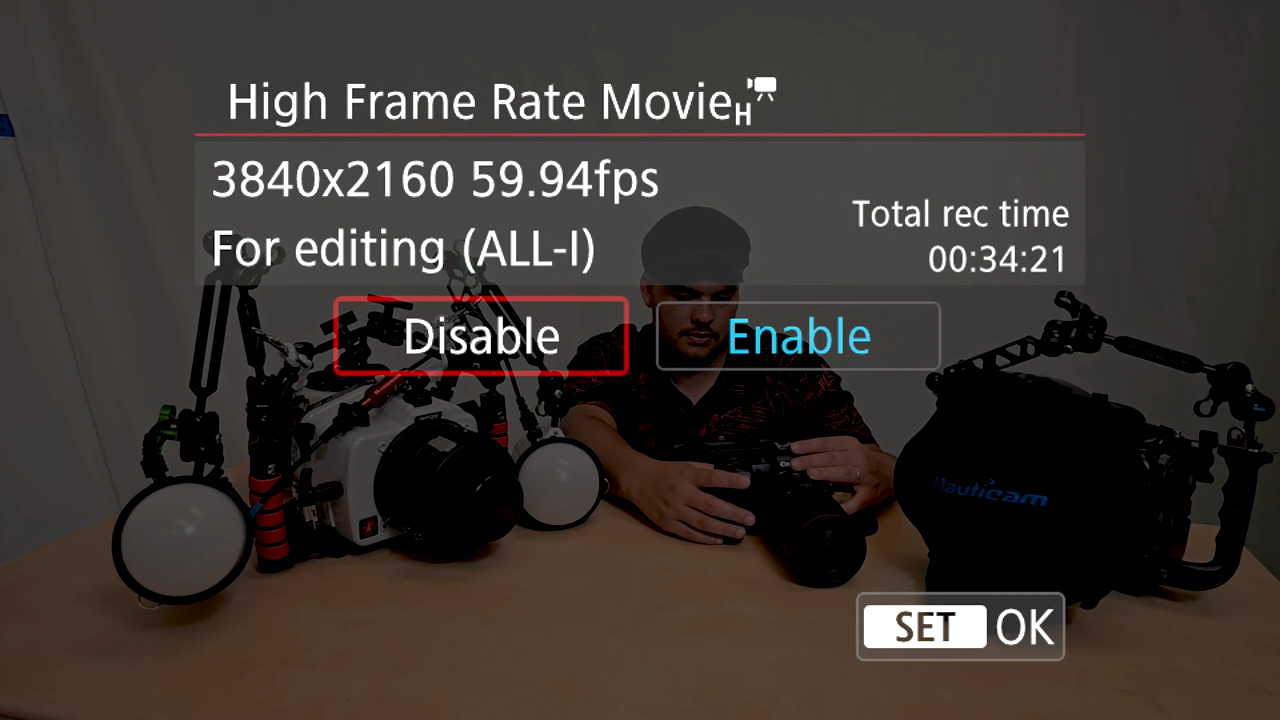 High Frame Rate Movie H
3840x2160 59.94fps
For editing (ALL-I)
Total rec time
00:34:21
Disable
Enable
Nauticam
SET OK